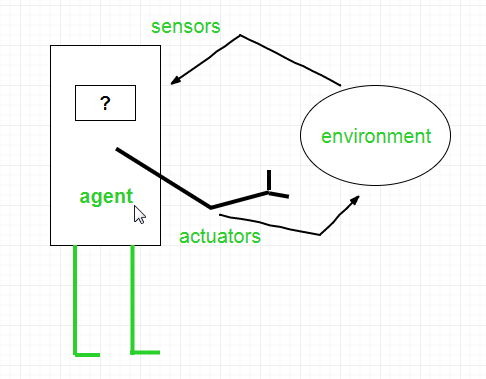 sensors
?
environment
agent
actuators